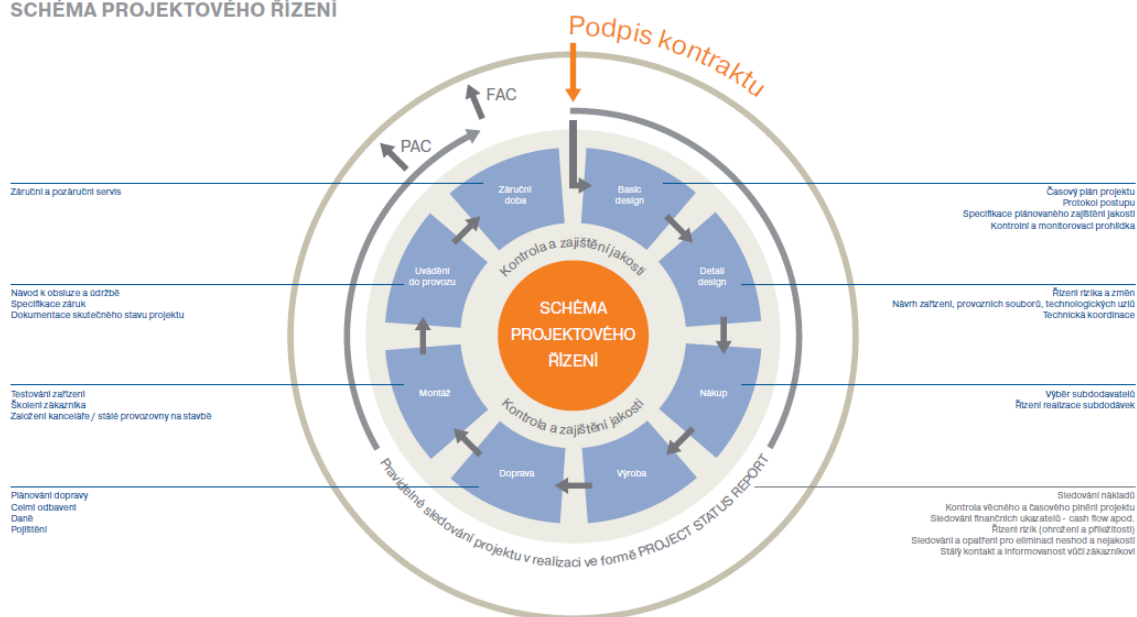 SCHÉMA PROJEKTOVÉHO ŘÍZENÍ
Podpis kontraktu
FAC
PAC
Záruční a pozáruční servis
Návod k obsluze a údržbě
Specifikace záruk
Dokumentace skutečného stavu projektu
Testování zařízení
Školení zákazníka
Založení kanceláře / stálé provozovny na stavbě
Plánování dopravy
Celní odbavení
Daně
Pojištění
Záruční
doba
Basic
design
Uvádění
do provozu
Detail
design
Montáž
Nákup
Doprava
Výroba
Kontrola a zajištění jakosti
SCHÉMA
PROJEKTOVÉHO
ŘÍZENÍ
Kontrola a zajištění jakosti
Pravidelné sledování projektu v realizaci ve formě PROJECT STATUS REPORT
Časový plán projektu
Protokol postupu
Specifikace plánovaného zajištění jakosti
Kontrolní a monitorovací prohlídka
Řízení rizika a změn
Návrh zařízení, provozních souborů, technologických uzlů
Technická koordinace
Výběr subdodavatelů
Řízení realizace subdodávek
Sledování nákladů
Kontrola věcného a časového plnění projektu
Sledování finančních ukazatelů - cash flow apod.
Řízení rizik (ohrožení a příležitosti)
Sledování a opatření pro eliminaci neshod a nejakosti
Stálý kontakt a informovanost vůči zákazníkovi